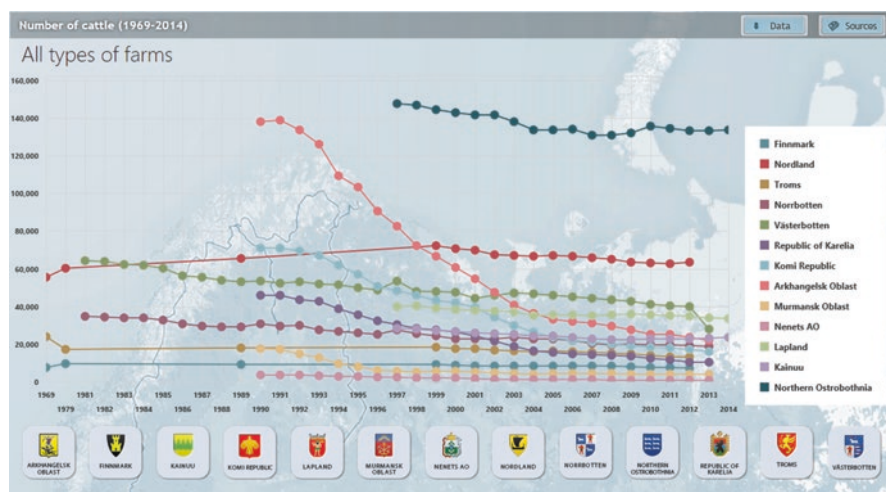 Number of cattle (1969-2014)
Data
Sources
All types of farms
160,000
140,000
120,000
100,000
80,000
60,000
40,000
20,000
0
1969
1981
1983
1985
1987
1989
1991
1993
1995
1997
1999
2001
2003
2005
2007
2009
2011
2013
1979
1982
1984
1986
1988
1990
1992
1994
1996
1998
2000
2002
2004
2006
2008
2010
2012
2014
Finnmark
Nordland
Troms
Norrbotten
Västerbotten
Republic of Karelia
Komi Republic
Arkhangelsk Oblast
Murmansk Oblast
Nenets AO
Lapland
Kainuu
Northern Ostrobothnia
ARKHANGELSK
OBLAST
FINNMARK
KAINUU
KOMI REPUBLIC
LAPLAND
MURMANSK
OBLAST
NENETS AO
NORDLAND
NORRBOTTEN
NORTHERN
OSTROBOTHNIA
REPUBLIC OF
KARELIA
TROMS
VÄSTERBOTTEN